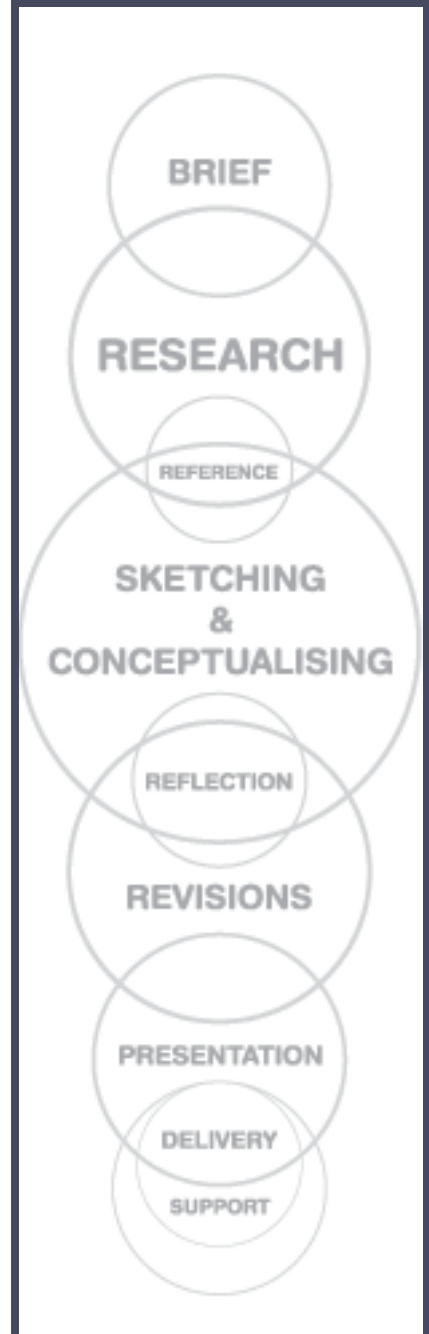 BRIEF
RESEARCH
REFERENCE
SKETCHING
&
CONCEPTUALISING
REFLECTION
REVISIONS
PRESENTATION
DELIVERY
SUPPORT